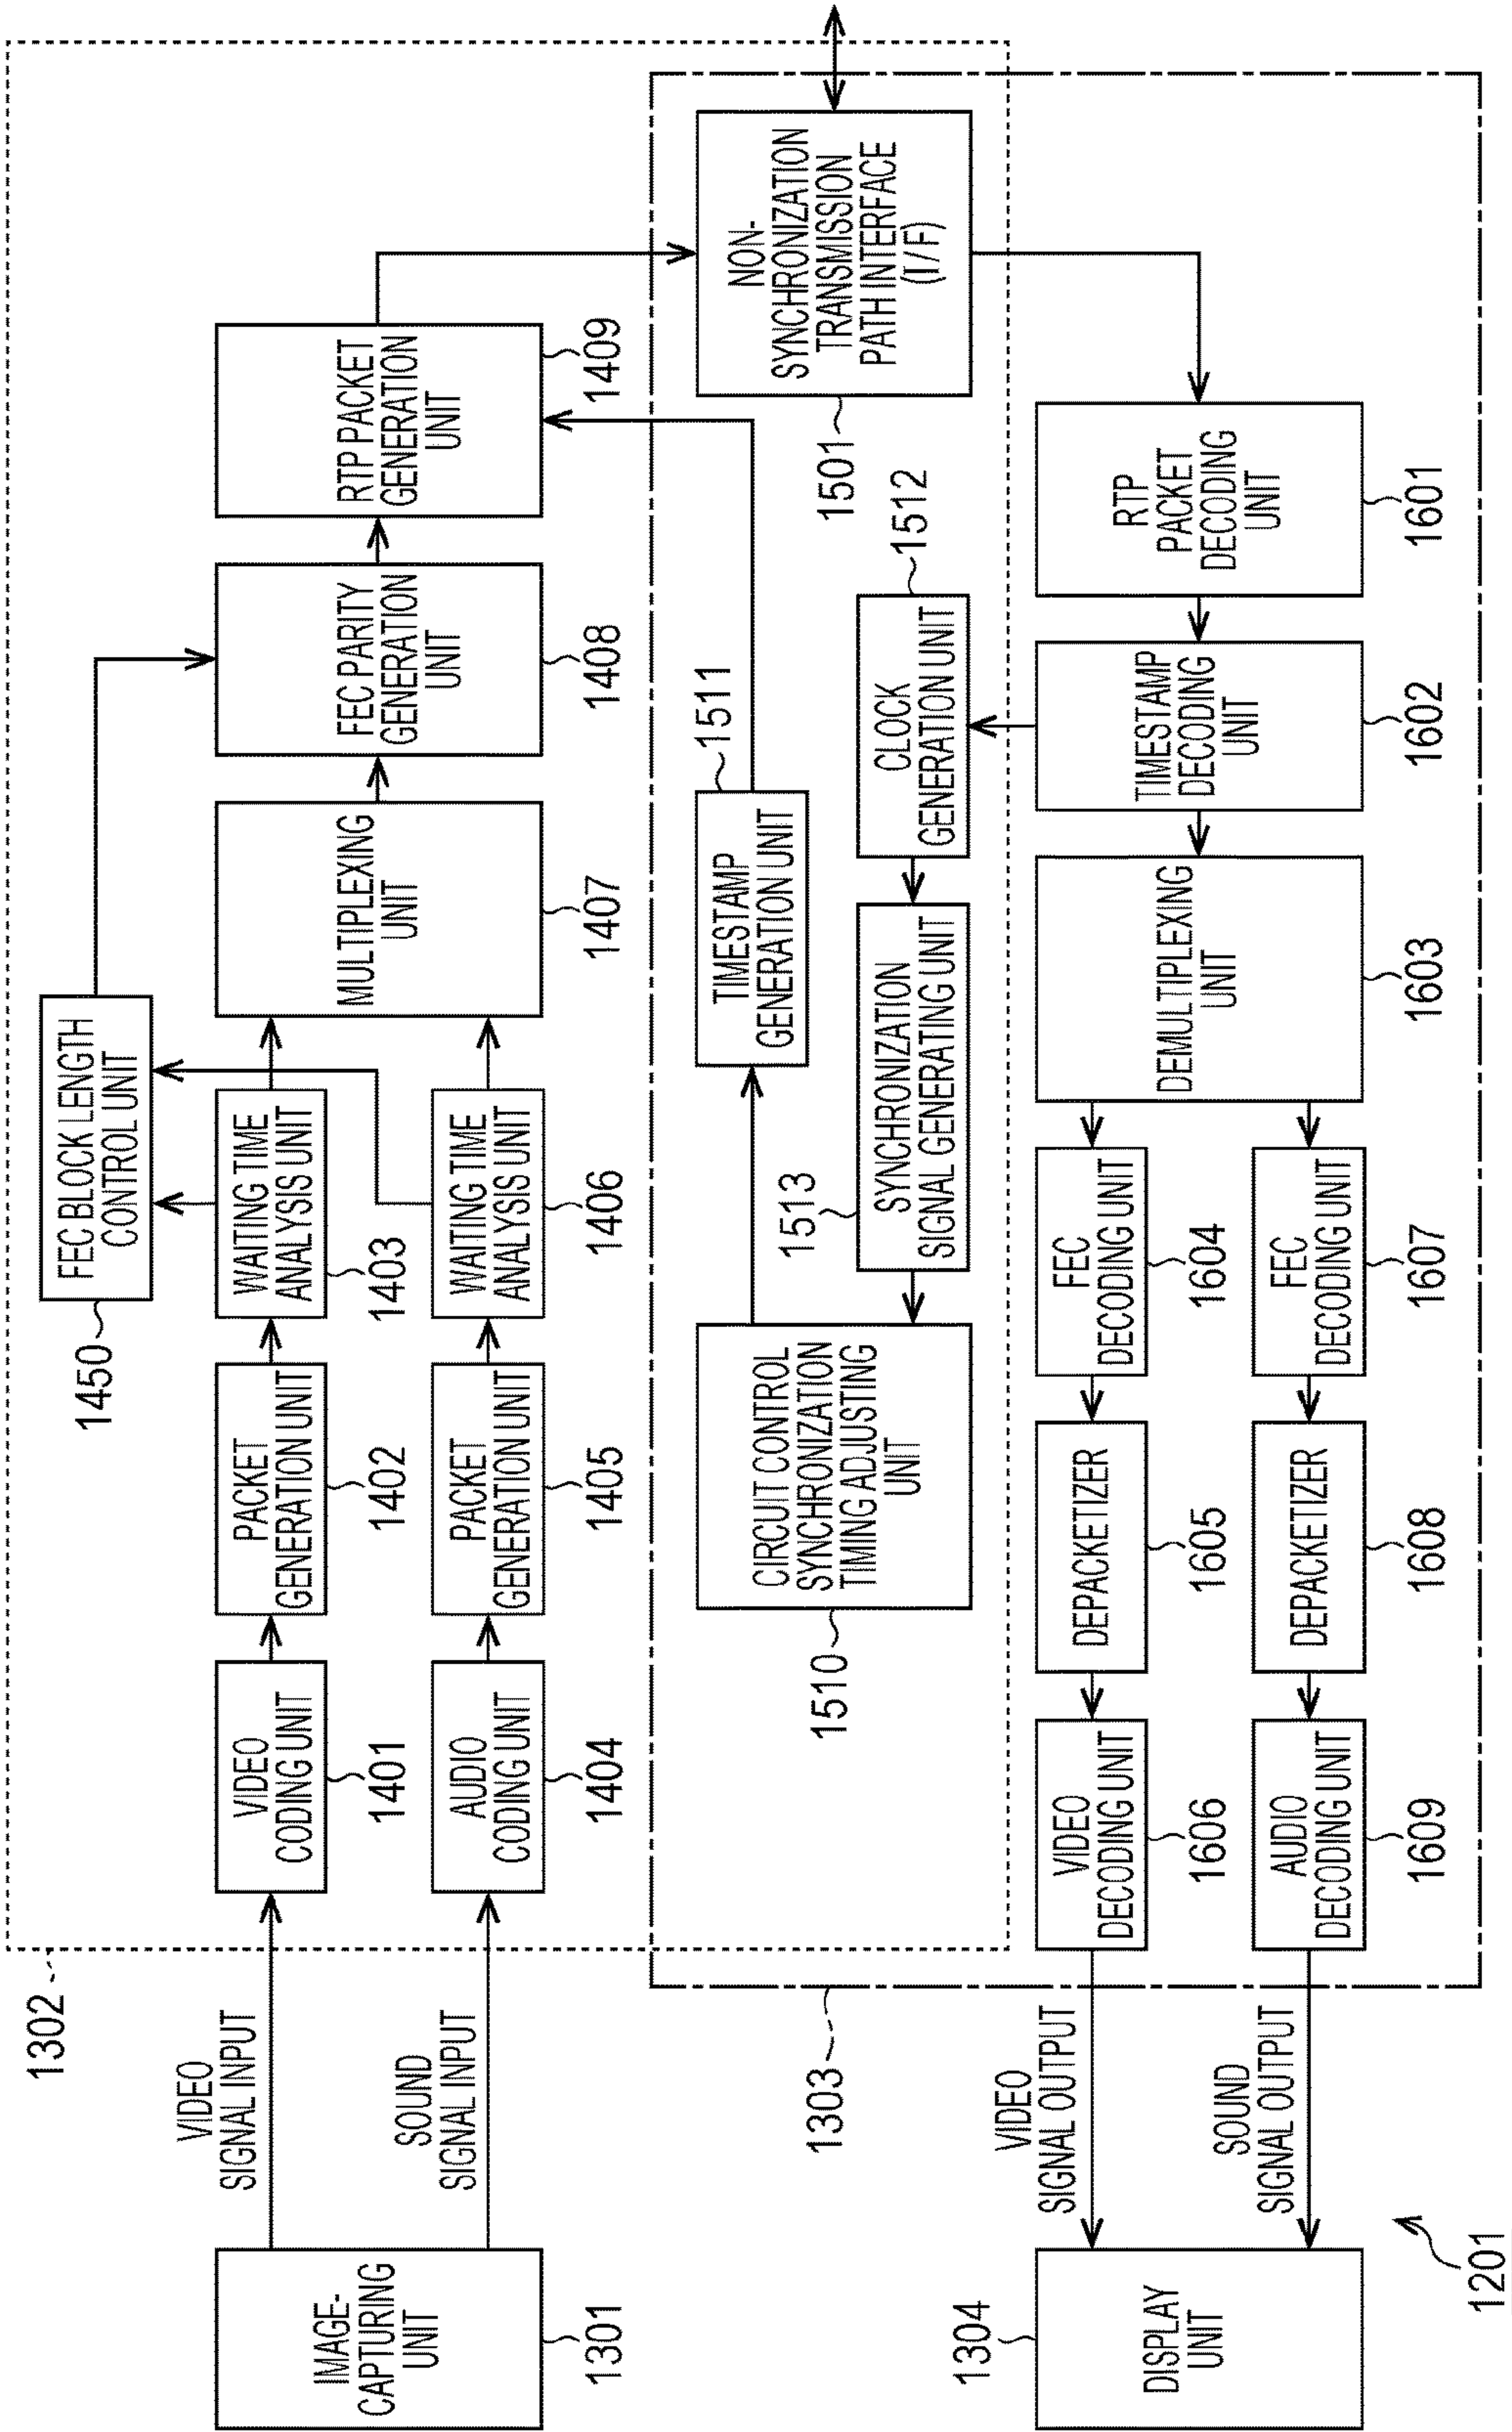 1302
1450
FEC BLOCK LENGTH
CONTROL UNIT
IMAGE-
CAPTURING
UNIT
1301
VIDEO
SIGNAL INPUT
SOUND
SIGNAL INPUT
VIDEO
CODING UNIT
1401
PACKET
GENERATION UNIT
1402
WAITING TIME
ANALYSIS UNIT
1403
AUDIO
CODING UNIT
1404
PACKET
GENERATION UNIT
1405
WAITING TIME
ANALYSIS UNIT
1406
MULTIPLEXING
UNIT
1407
FEC PARITY
GENERATION
UNIT
1408
RTP PACKET
GENERATION
UNIT
1409
1303
CIRCUIT CONTROL
SYNCHRONIZATION
TIMING ADJUSTING
UNIT
1510
TIMESTAMP
GENERATION UNIT
1511
1513
SYNCHRONIZATION
SIGNAL GENERATING UNIT
CLOCK
GENERATION UNIT
1512
NON-
SYNCHRONIZATION
TRANSMISSION
PATH INTERFACE
(I/F)
1501
1304
DISPLAY
UNIT
VIDEO
SIGNAL OUTPUT
SOUND
SIGNAL OUTPUT
VIDEO
DECODING UNIT
1606
DEPACKETIZER
1605
FEC
DECODING UNIT
1604
AUDIO
DECODING UNIT
1609
DEPACKETIZER
1608
FEC
DECODING UNIT
1607
DEMULTIPLEXING
UNIT
1603
TIMESTAMP
DECODING
UNIT
1602
RTP
PACKET
DECODING
UNIT
1601
1201